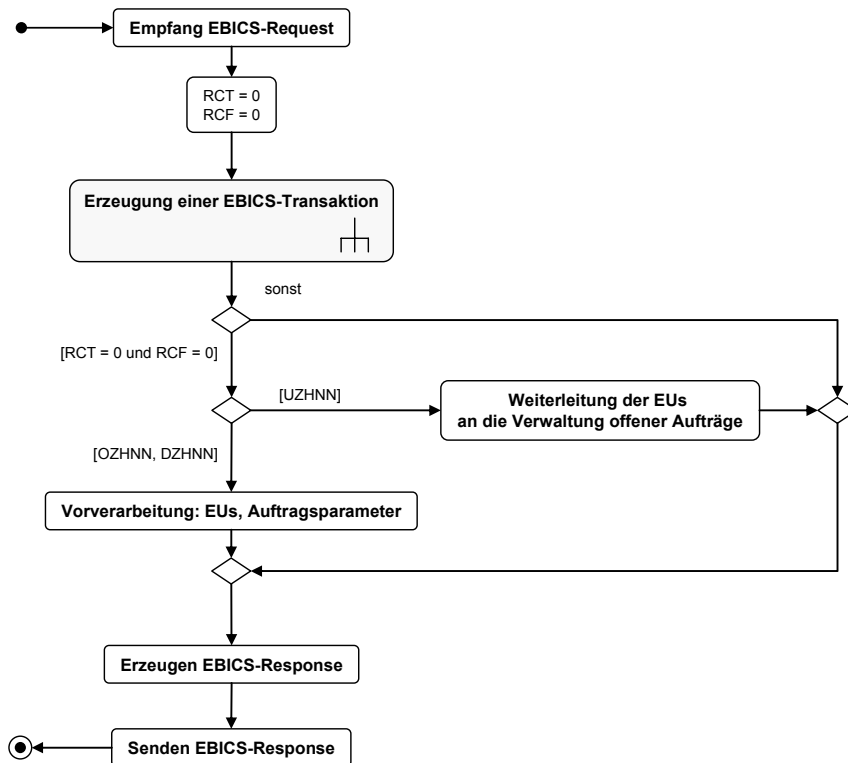 Empfang EBICS-Request
RCT = 0
RCF = 0
Erzeugung einer EBICS-Transaktion
sonst
[RCT = 0 und RCF = 0]
[UZHNN]
Weiterleitung der EUs
an die Verwaltung offener Aufträge
[OZHNN, DZHNN]
Vorverarbeitung: EUs, Auftragsparameter
Erzeugen EBICS-Response
Senden EBICS-Response